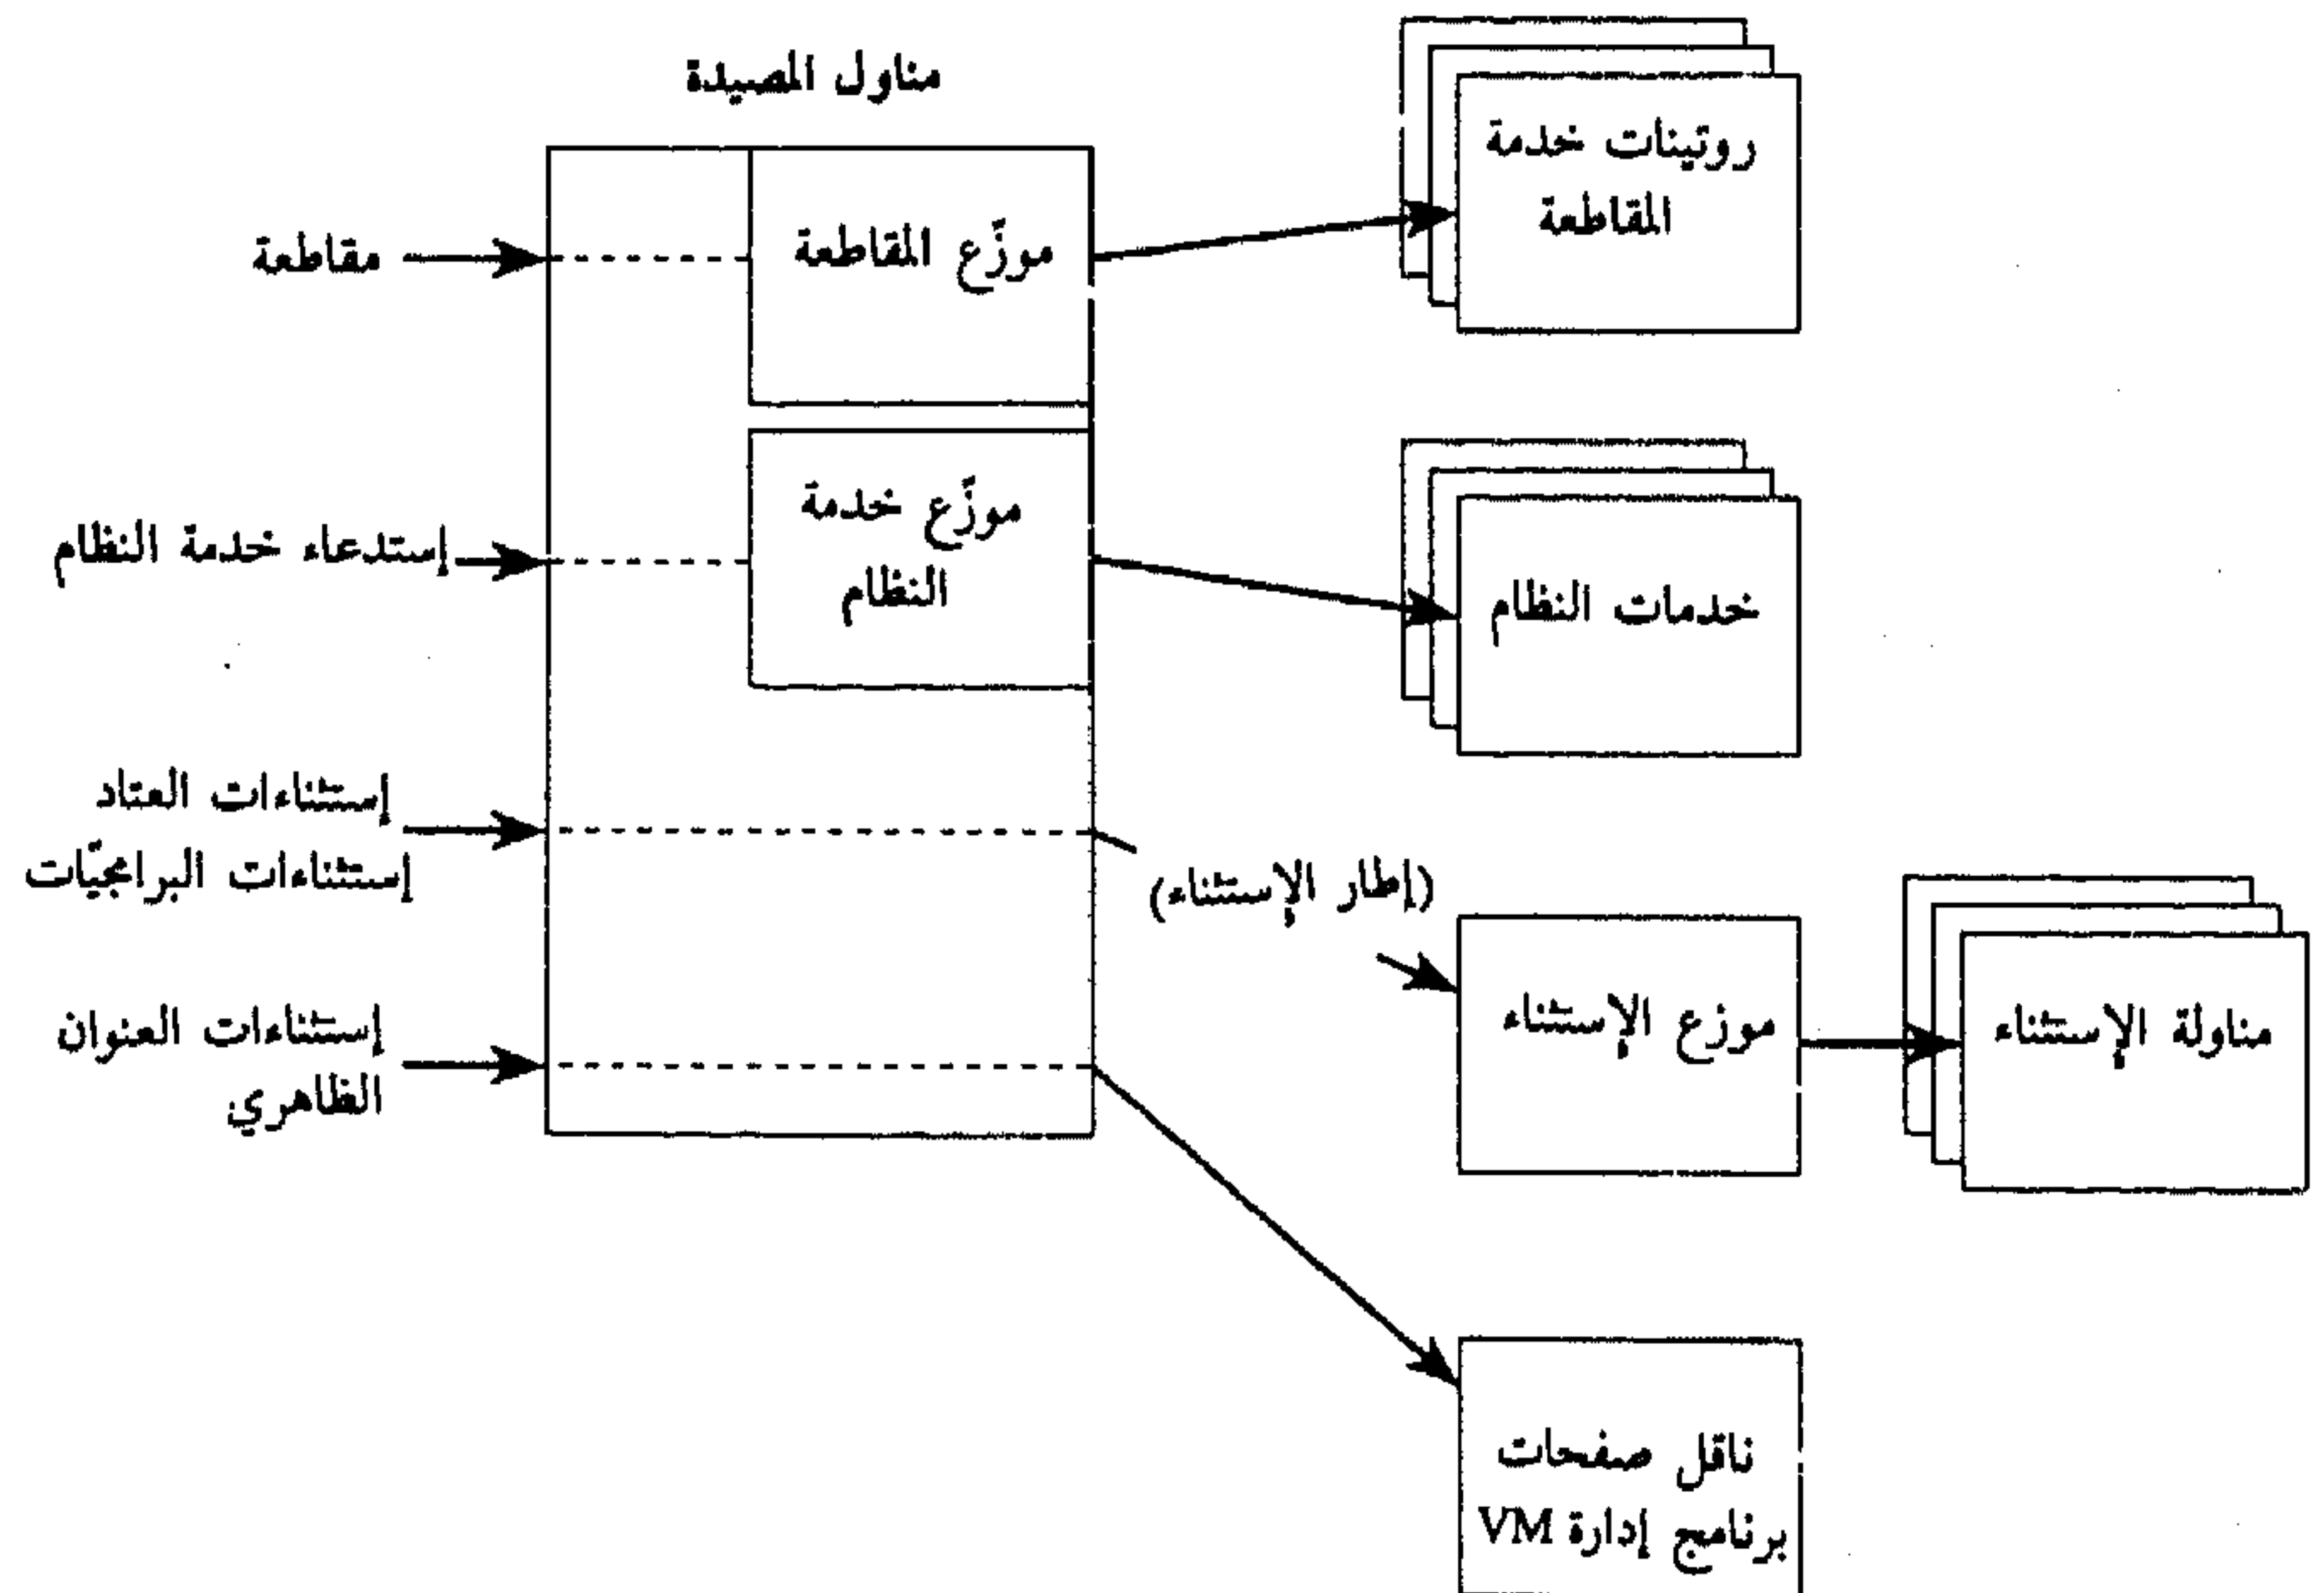 مناول المصيدة
روتينات خدمة
المقاطعة
موزّع المقاطعة
مقاطعة
موزّع خدمة
النظام
إستدعاء خدمة النظام
خدمات النظام
إستثناءات العتاد
إستثناءات البرامجيّات
(إطار الإستثناء)
موزع الإستثناء
مناولة الإستثناء
إستثناءات العنوان
الظاهري
ناقل صفحات
برنامج إدارة VM